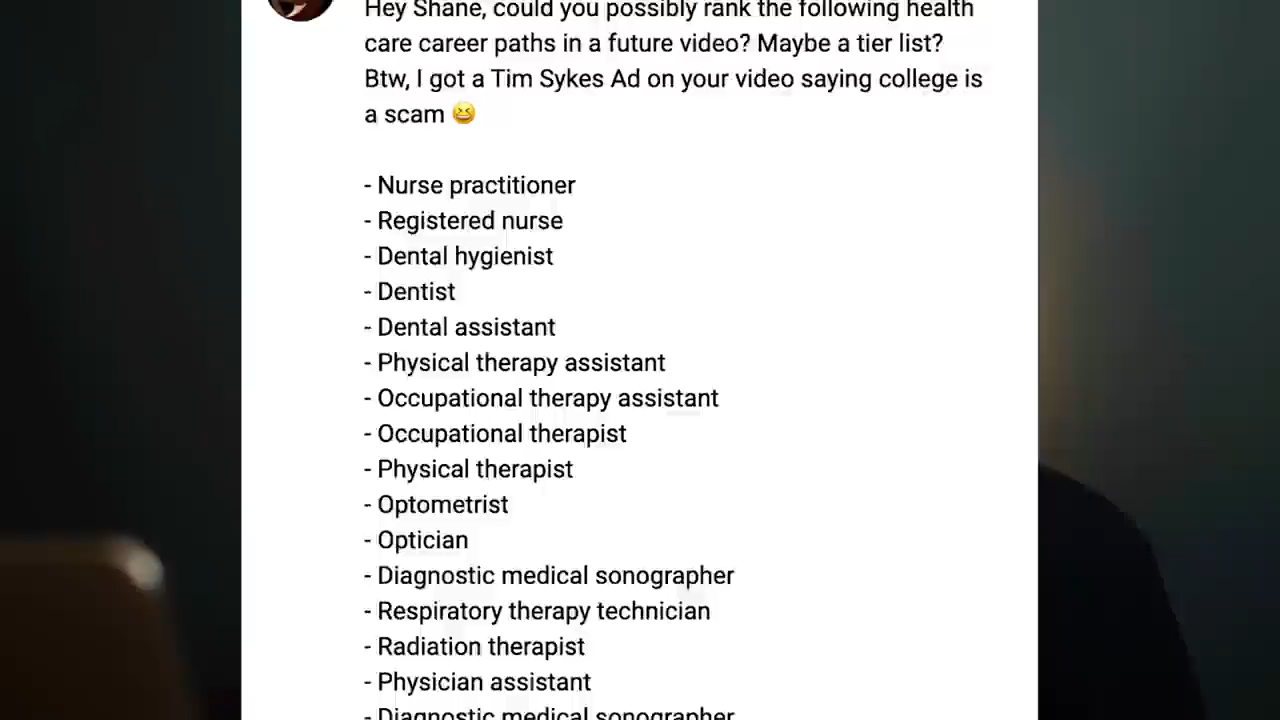 Hey Shane, could you possibly rank the following health
care career paths in a future video? Maybe a tier list?
Btw, I got a Tim Sykes Ad on your video saying college is
a scam 😆
- Nurse practitioner
- Registered nurse
- Dental hygienist
- Dentist
- Dental assistant
- Physical therapy assistant
- Occupational therapy assistant
- Occupational therapist
- Physical therapist
- Optometrist
- Optician
- Diagnostic medical sonographer
- Respiratory therapy technician
- Radiation therapist
- Physician assistant
- Diagnostic medical sonographer